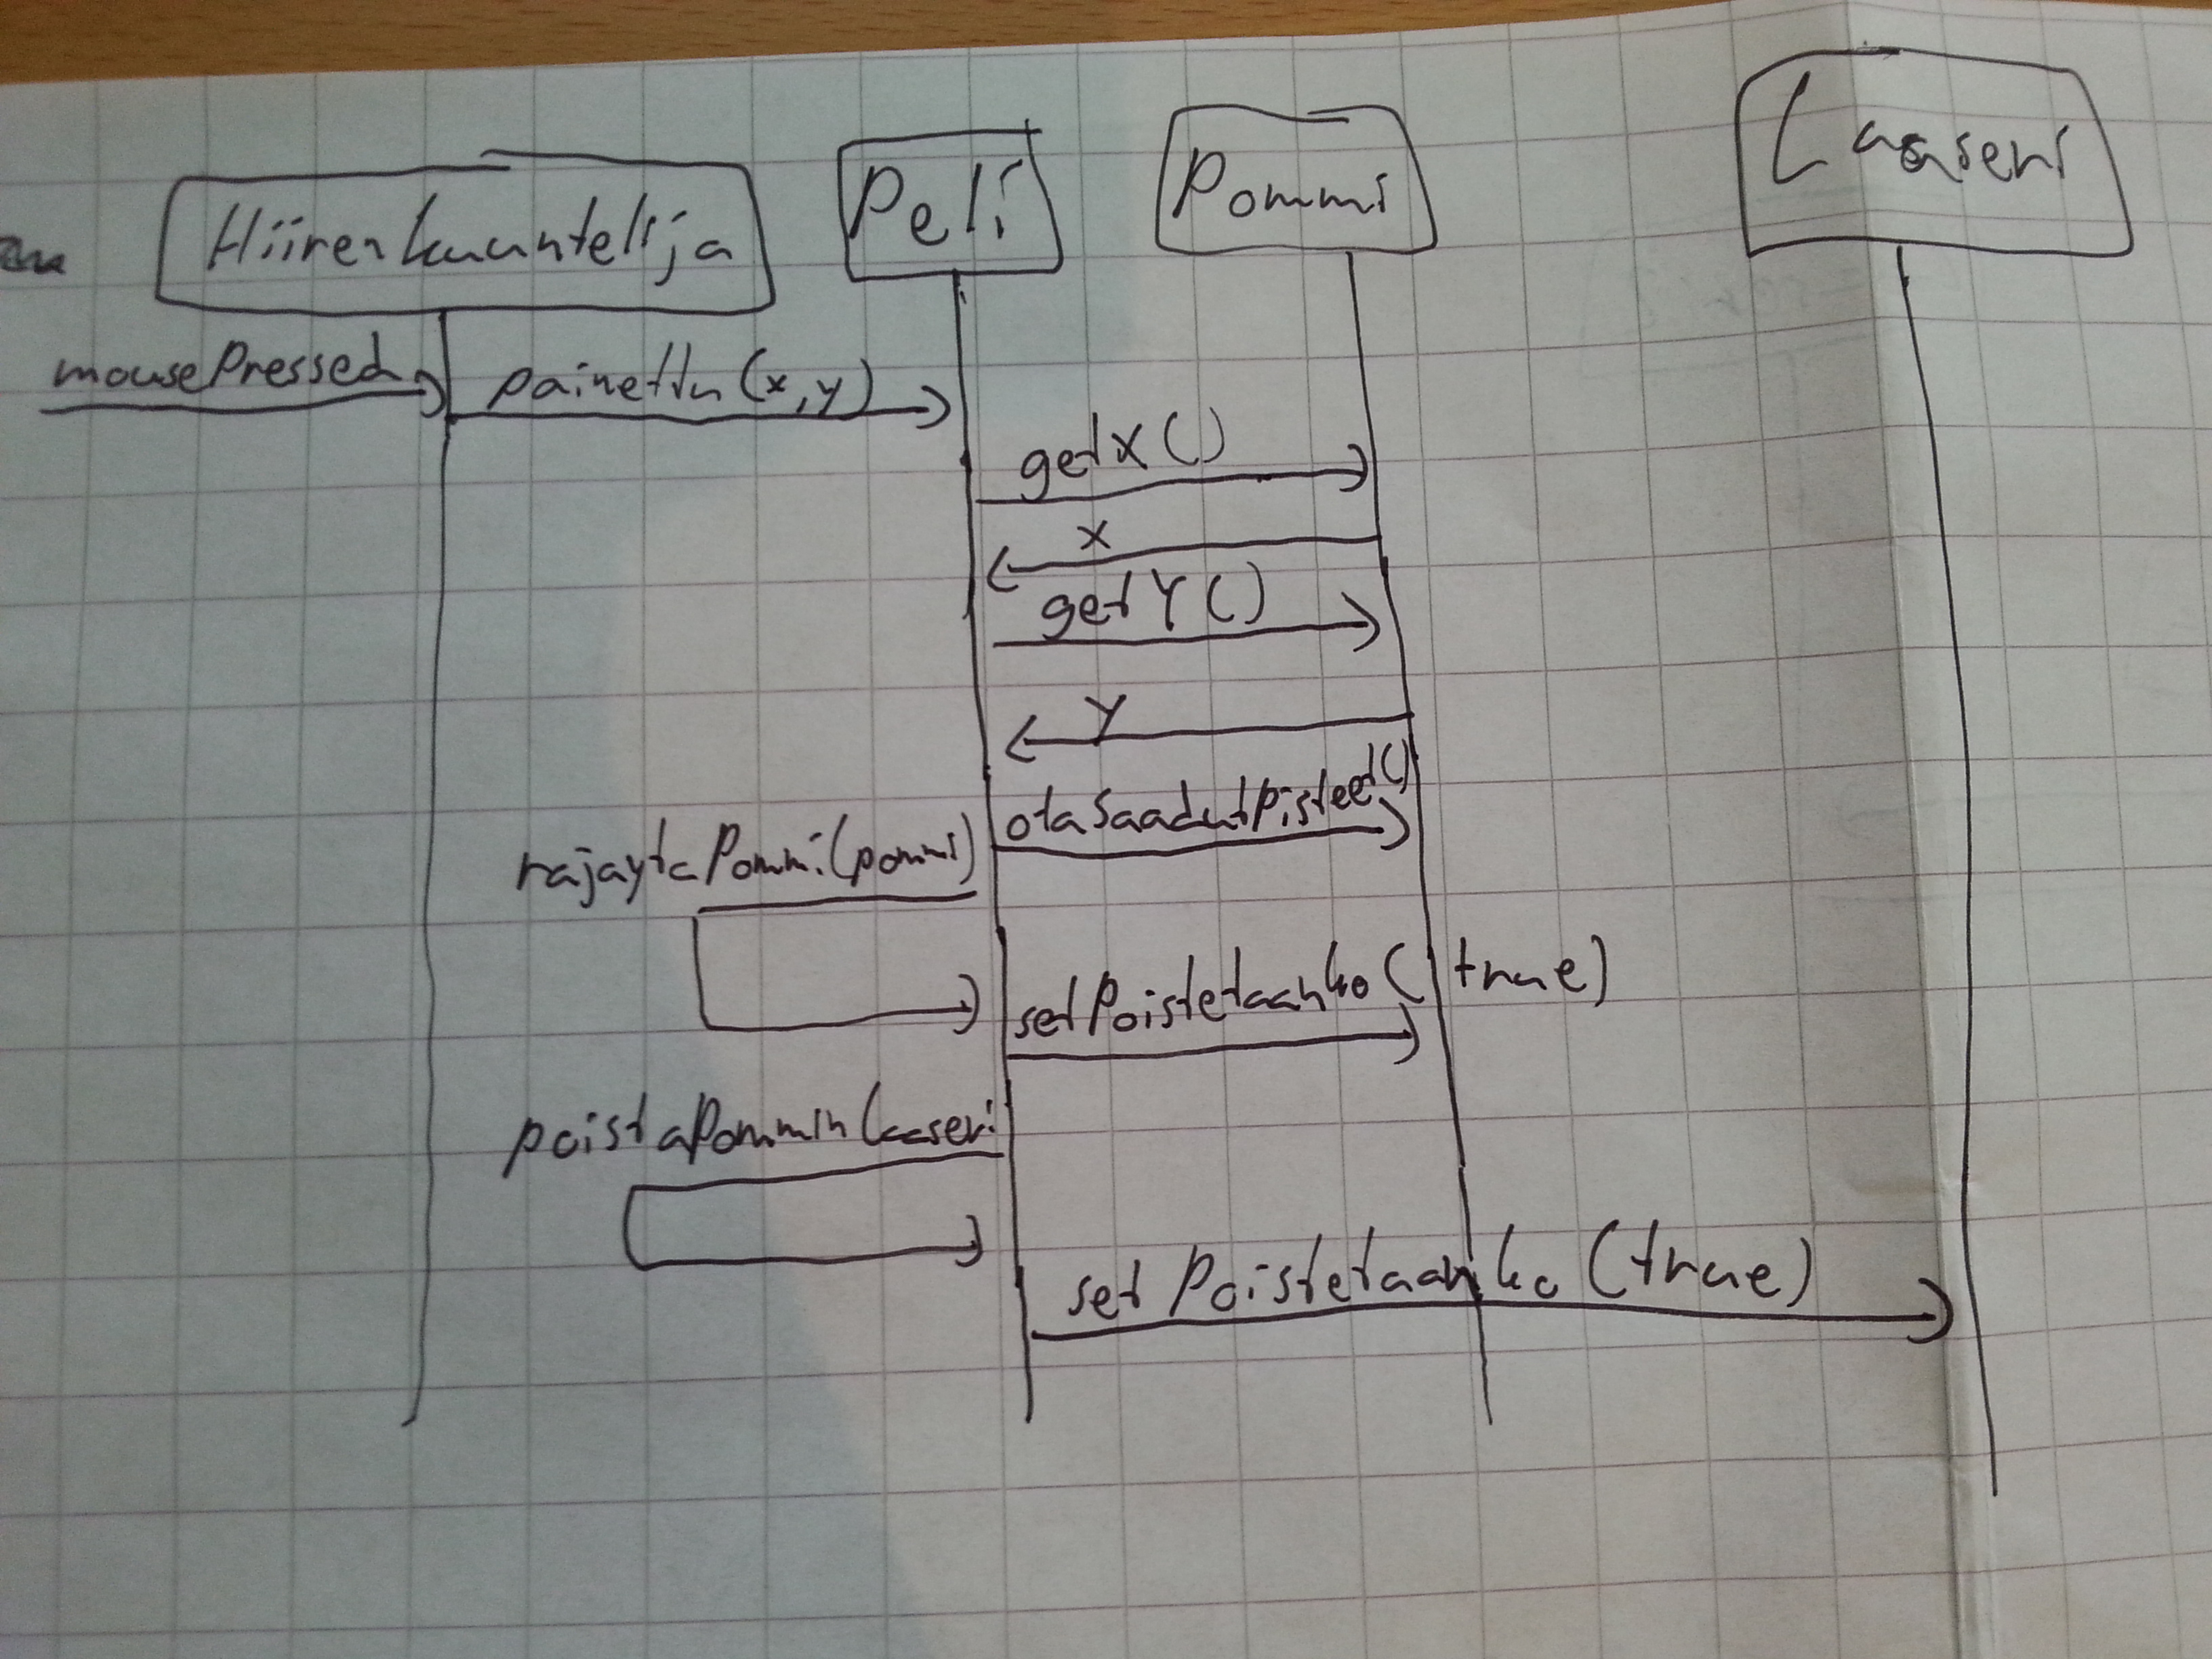 Hiirenkuuntelija
Peli
Pommi
Laaseri
mousePressed
painettu(x,y)
getX()
x
getY()
y
otaSaadutPisteet()
rajaytaPommi(pommi)
setPoistetaanko(true)
poistaPomminLaaseri
setPoistetaanko(true)